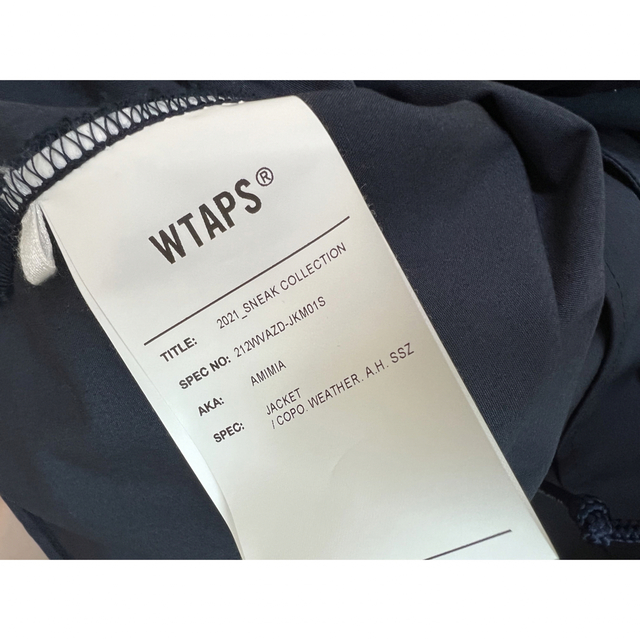 WTAPS®
TITLE: 2021_SNEAK COLLECTION
SPEC NO: 212WVAZD-JKM01S
AKA: AMIMIA
SPEC: JACKET
/ COPO. WEATHER. A.H. SSZ